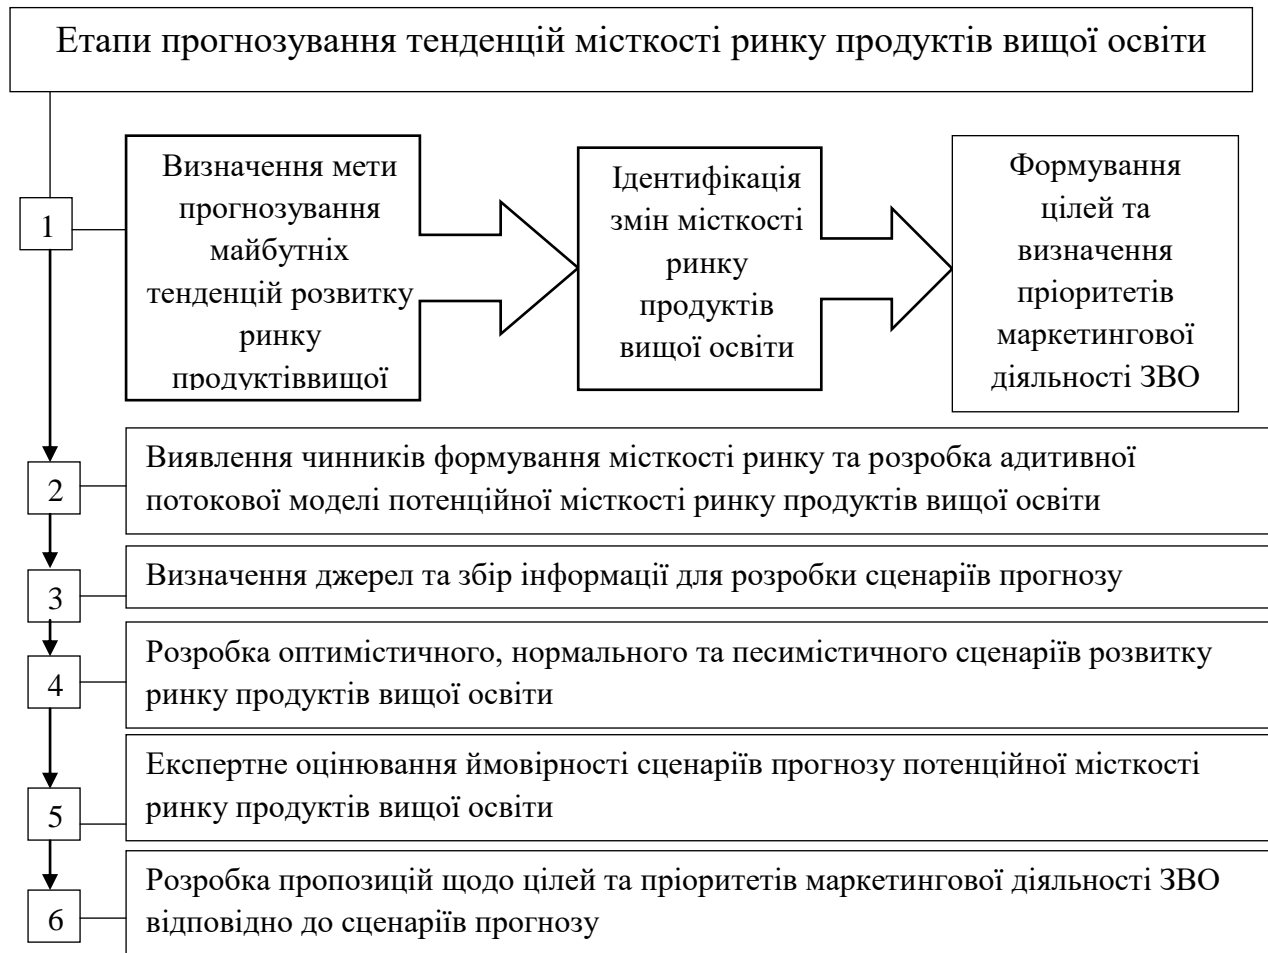 Етапи прогнозування тенденцій місткості ринку продуктів вищої освіти
1
Визначення мети
прогнозування
майбутніх
тенденцій розвитку
ринку
продуктіввищої
Ідентифікація
змін місткості
ринку
продуктів
вищої освіти
Формування
цілей та
визначення
пріоритетів
маркетингової
діяльності ЗВО
2
Виявлення чинників формування місткості ринку та розробка адитивної
потокової моделі потенційної місткості ринку продуктів вищої освіти
3
Визначення джерел та збір інформації для розробки сценаріїв прогнозу
4
Розробка оптимістичного, нормального та песимістичного сценаріїв розвитку
ринку продуктів вищої освіти
5
Експертне оцінювання ймовірності сценаріїв прогнозу потенційної місткості
ринку продуктів вищої освіти
6
Розробка пропозицій щодо цілей та пріоритетів маркетингової діяльності ЗВО
відповідно до сценаріїв прогнозу